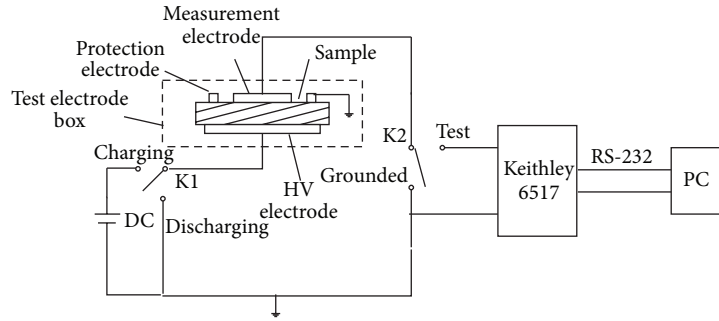 Measurement
electrode
Protection
electrode
Sample
Test electrode
box
Charging
K1
DC
Discharging
HV
electrode
K2
Test
Grounded
Keithley
6517
RS-232
PC